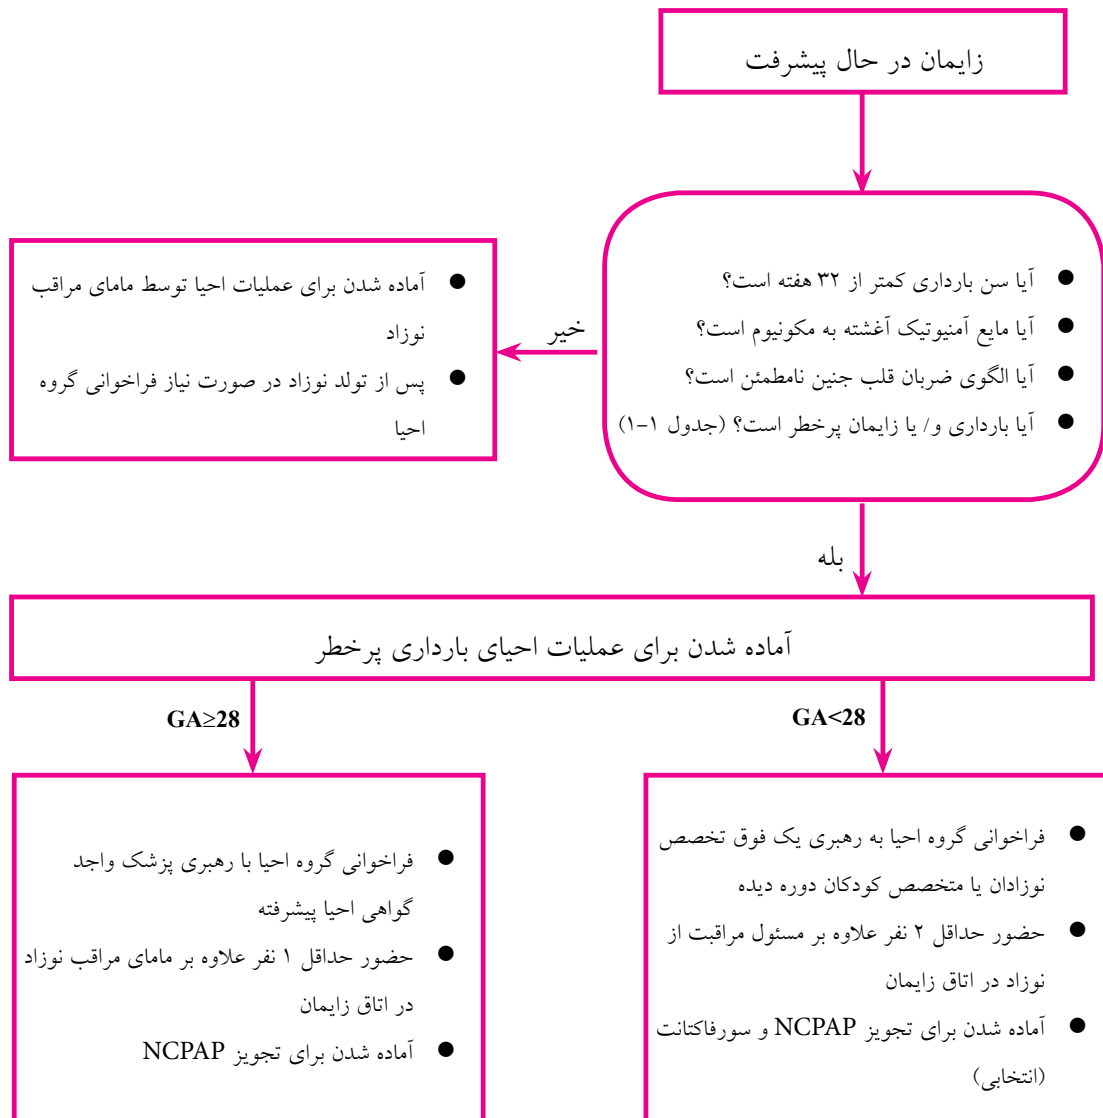 زایمان در حال پیشرفت
● آیا سن بارداری کمتر از ۳۲ هفته است؟
● آیا مایع آمنیوتیک آغشته به مکونیوم است؟
● آیا الگوی ضربان قلب جنین نامطمئن است؟
● آیا بارداری و/ یا زایمان پرخطر است؟ (جدول ۱-۱)
خیر
● آماده شدن برای عملیات احیا توسط مامای مراقب
نوزاد
● پس از تولد نوزاد در صورت نیاز فراخوانی گروه
احیا
بله
آماده شدن برای عملیات احیای بارداری پرخطر
GA<28
GA≥28
● فراخوانی گروه احیا به رهبری یک فوق تخصص
نوزادان یا متخصص کودکان دوره دیده
● حضور حداقل ۲ نفر علاوه بر مسئول مراقبت از
نوزاد در اتاق زایمان
● آماده شدن برای تجویز NCPAP و سورفاکتانت
(انتخابی)
● فراخوانی گروه احیا با رهبری پزشک واجد
گواهی احیا پیشرفته
● حضور حداقل ۱ نفر علاوه بر مامای مراقب نوزاد
در اتاق زایمان
● آماده شدن برای تجویز NCPAP